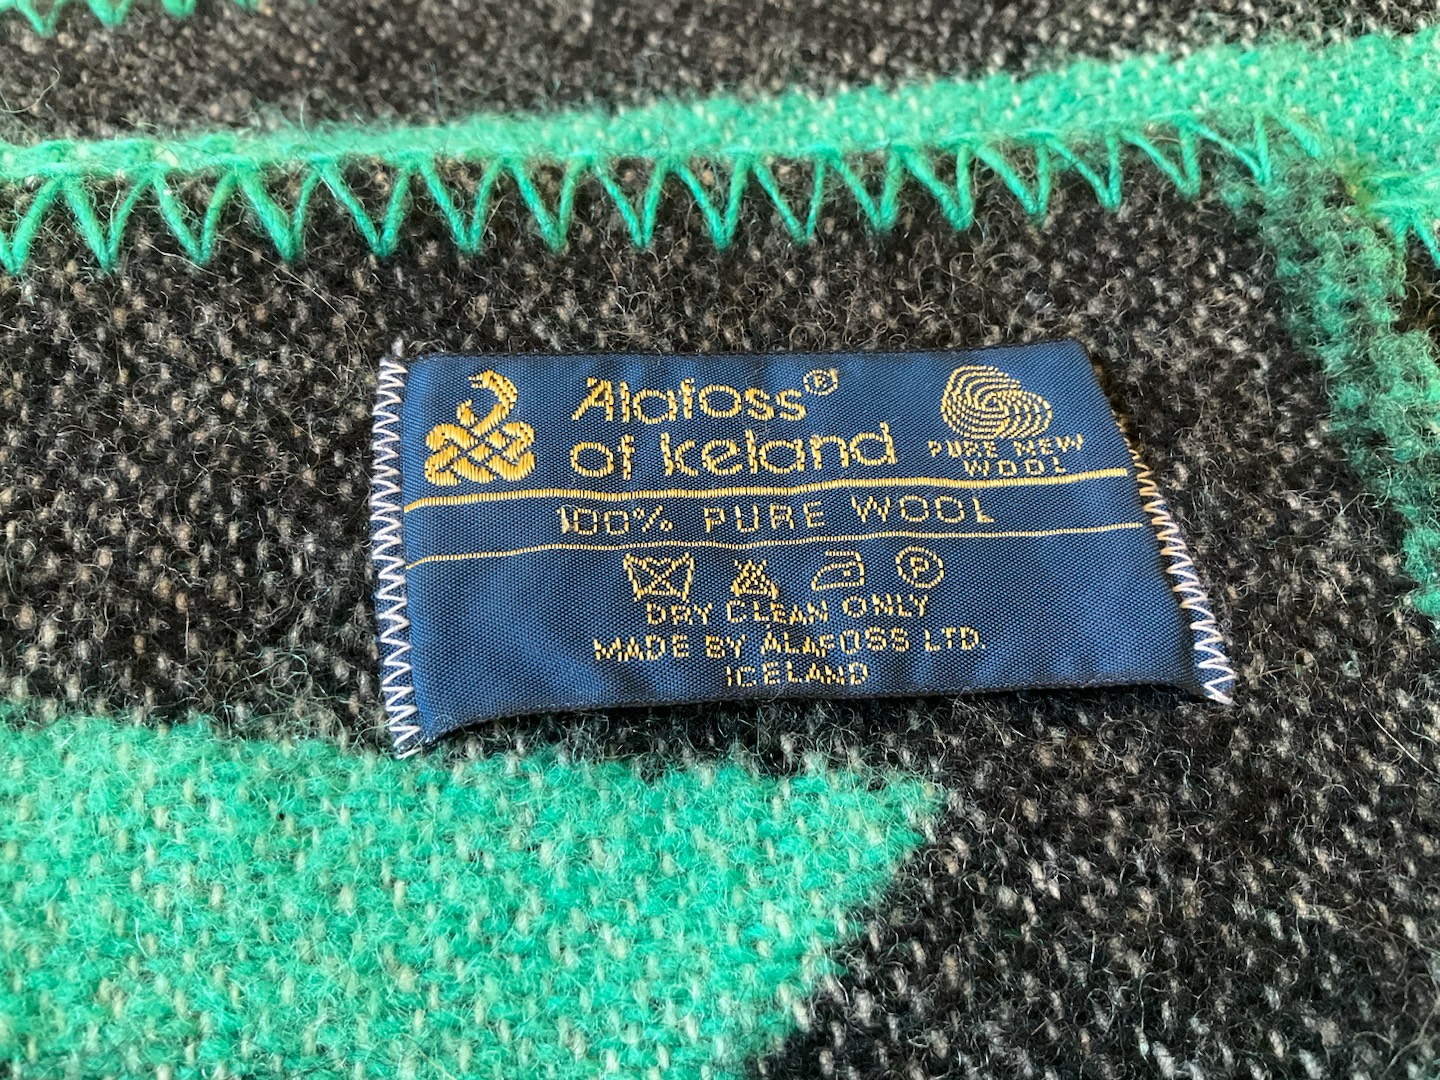 Álafoss®
of Iceland
PURE NEW
WOOL
100% PURE WOOL
P
DRY CLEAN ONLY
MADE BY ÁLAFOSS LTD.
ICELAND